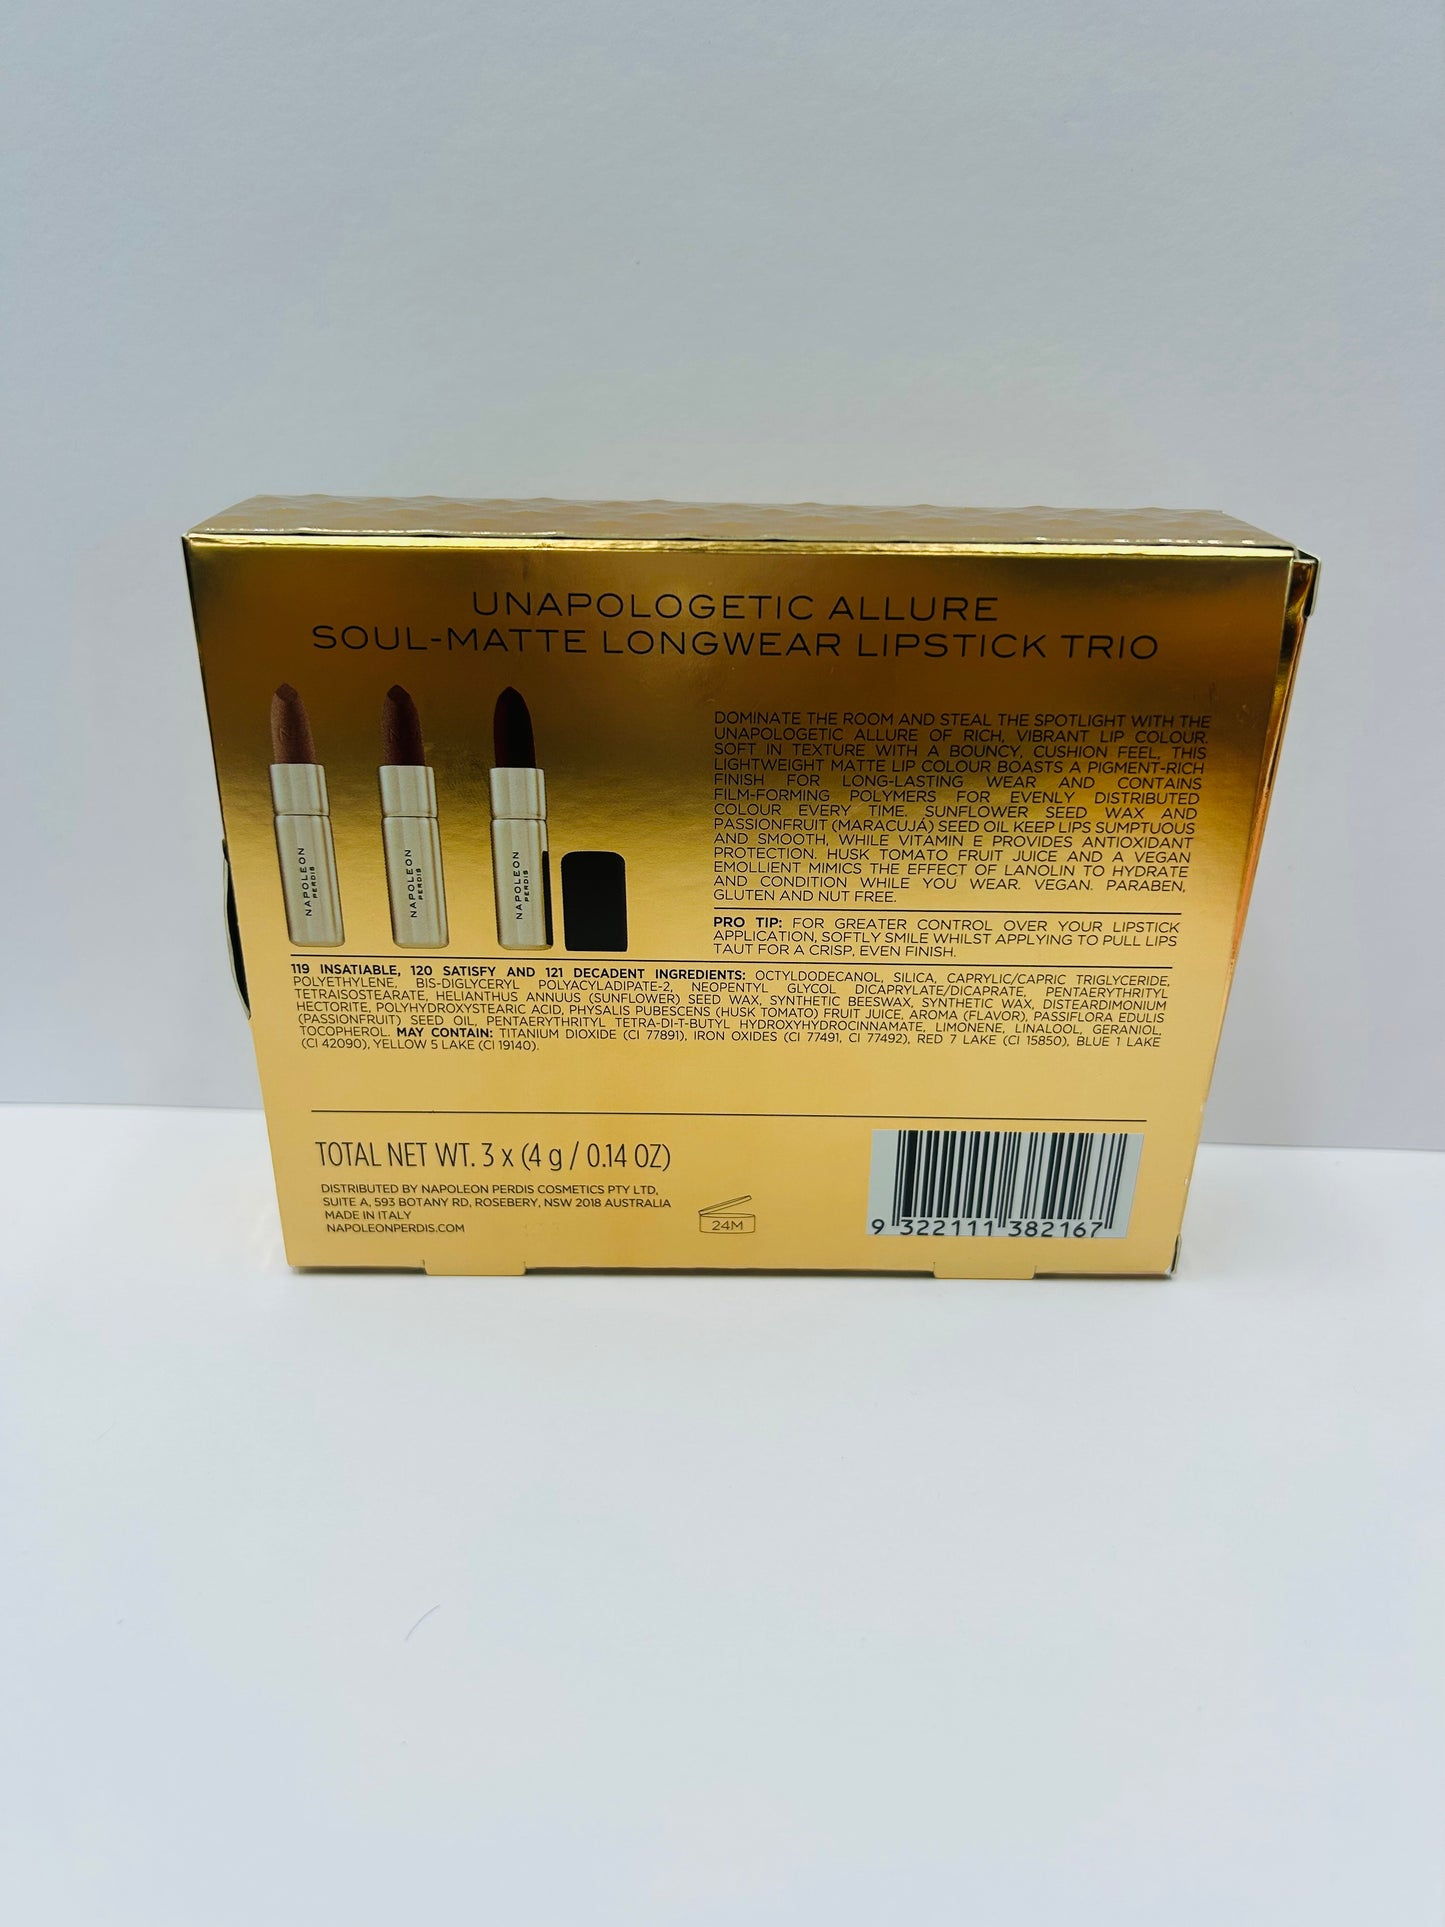 UNAPOLOGETIC ALLURE
SOUL-MATTE LONGWEAR LIPSTICK TRIO
NAPOLEON
PERDIS
NAPOLEON
PERDIS
NAPOLEON
PERDIS
DOMINATE THE ROOM AND STEAL THE SPOTLIGHT WITH THE
UNAPOLOGETIC ALLURE OF RICH, VIBRANT LIP COLOUR.
SOFT IN TEXTURE WITH A BOUNCY, CUSHION FEEL, THIS
LIGHTWEIGHT MATTE LIP COLOUR BOASTS A PIGMENT-RICH
FINISH FOR LONG-LASTING WEAR AND CONTAINS
FILM-FORMING POLYMERS FOR EVENLY DISTRIBUTED
COLOUR EVERY TIME. SUNFLOWER SEED WAX AND
PASSIONFRUIT (MARACUJÁ) SEED OIL KEEP LIPS SUMPTUOUS
AND SMOOTH, WHILE VITAMIN E PROVIDES ANTIOXIDANT
PROTECTION. HUSK TOMATO FRUIT JUICE AND A VEGAN
EMOLLIENT MIMICS THE EFFECT OF LANOLIN TO HYDRATE
AND CONDITION WHILE YOU WEAR. VEGAN. PARABEN,
GLUTEN AND NUT FREE.
PRO TIP: FOR GREATER CONTROL OVER YOUR LIPSTICK
APPLICATION, SOFTLY SMILE WHILST APPLYING TO PULL LIPS
TAUT FOR A CRISP, EVEN FINISH.
119 INSATIABLE, 120 SATISFY AND 121 DECADENT INGREDIENTS: OCTYLDODECANOL, SILICA, CAPRYLIC/CAPRIC TRIGLYCERIDE,
POLYETHYLENE, BIS-DIGLYCERYL POLYACYLADIPATE-2, NEOPENTYL GLYCOL DICAPRYLATE/DICAPRATE, PENTAERYTHRITYL
TETRAISOSTEARATE, HELIANTHUS ANNUUS (SUNFLOWER) SEED WAX, SYNTHETIC BEESWAX, SYNTHETIC WAX, DISTEARDIMONIUM
HECTORITE, POLYHYDROXYSTEARIC ACID, PHYSALIS PUBESCENS (HUSK TOMATO) FRUIT JUICE, AROMA (FLAVOR), PASSIFLORA EDULIS
(PASSIONFRUIT) SEED OIL, PENTAERYTHRITYL TETRA-DI-T-BUTYL HYDROXYHYDROCINNAMATE, LIMONENE, LINALOOL, GERANIOL,
TOCOPHEROL. MAY CONTAIN: TITANIUM DIOXIDE (CI 77891), IRON OXIDES (CI 77491, CI 77492), RED 7 LAKE (CI 15850), BLUE 1 LAKE
(CI 42090), YELLOW 5 LAKE (CI 19140).
TOTAL NET WT. 3 x (4 g / 0.14 OZ)
DISTRIBUTED BY NAPOLEON PERDIS COSMETICS PTY LTD,
SUITE A, 593 BOTANY RD, ROSEBERY, NSW 2018 AUSTRALIA
MADE IN ITALY
NAPOLEONPERDIS.COM
24M
9 322111 382167